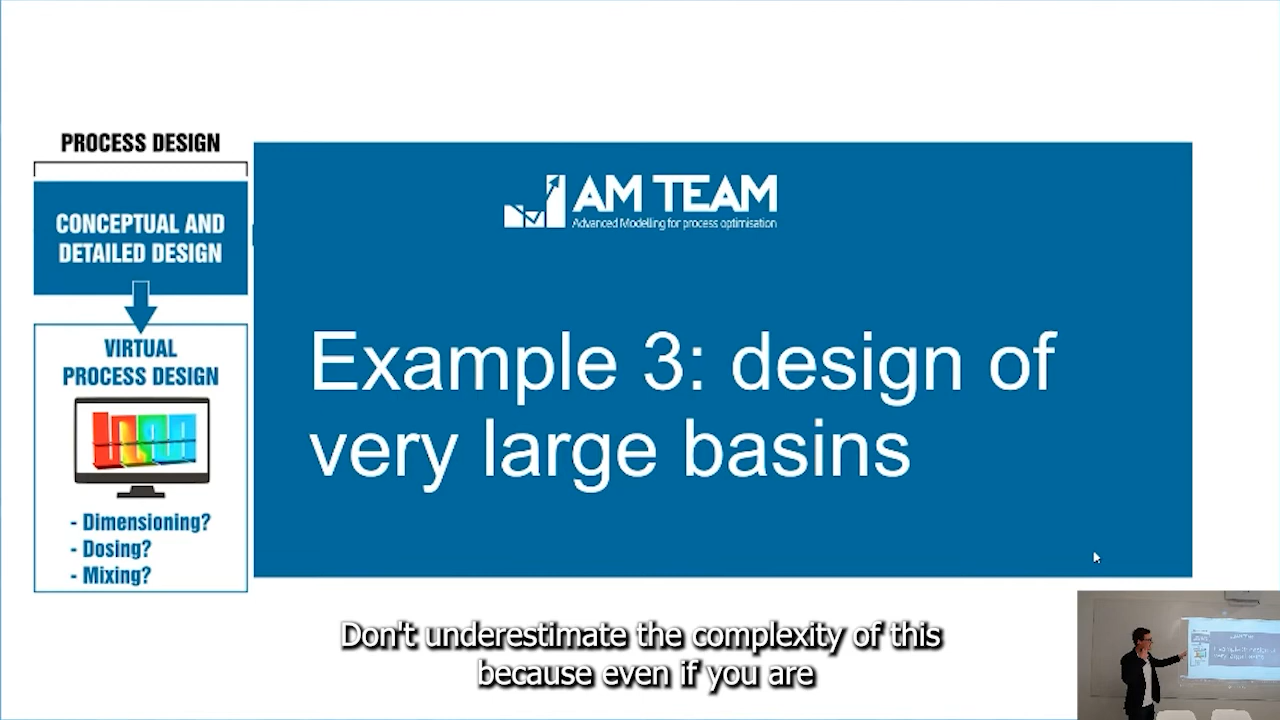 PROCESS DESIGN
CONCEPTUAL AND
DETAILED DESIGN
VIRTUAL
PROCESS DESIGN
- Dimensioning?
- Dosing?
- Mixing?
AM TEAM
Advanced Modelling for process optimisation
Example 3: design of
very large basins
Don't underestimate the complexity of this
because even if you are